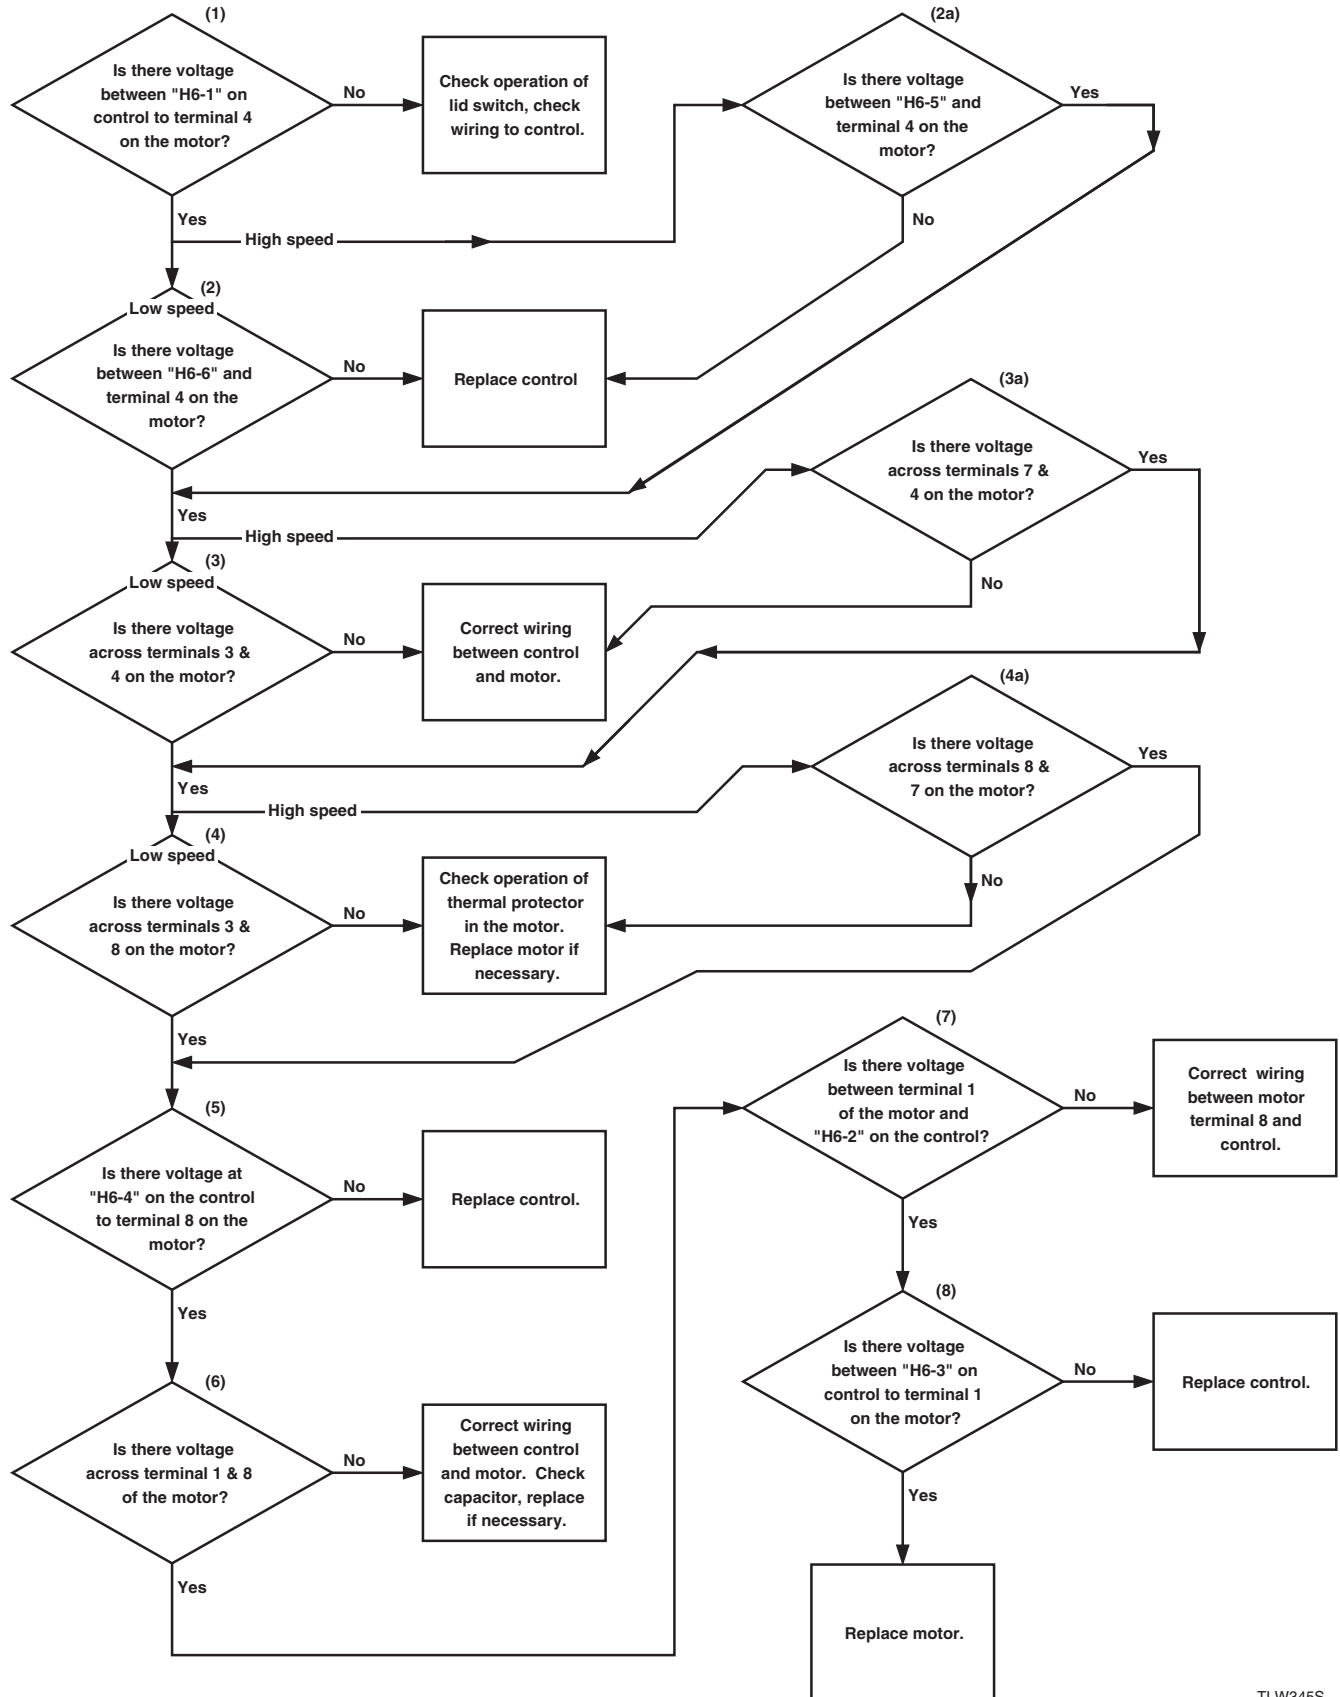 (1)
Is there voltage
between "H6-1" on
control to terminal 4
on the motor?
No
Check operation of
lid switch, check
wiring to control.
Yes
High speed
(2a)
Is there voltage
between "H6-5" and
terminal 4 on the
motor?
Yes
No
(2)
Low speed
Is there voltage
between "H6-6" and
terminal 4 on the
motor?
No
Replace control
Yes
High speed
(3a)
Is there voltage
across terminals 7 &
4 on the motor?
Yes
No
(3)
Low speed
Is there voltage
across terminals 3 &
4 on the motor?
No
Correct wiring
between control
and motor.
Yes
High speed
(4a)
Is there voltage
across terminals 8 &
7 on the motor?
Yes
No
(4)
Low speed
Is there voltage
across terminals 3 &
8 on the motor?
No
Check operation of
thermal protector
in the motor.
Replace motor if
necessary.
Yes
(5)
Is there voltage at
"H6-4" on the control
to terminal 8 on the
motor?
No
Replace control.
Yes
(6)
Is there voltage
across terminal 1 & 8
of the motor?
No
Correct wiring
between control
and motor. Check
capacitor, replace
if necessary.
Yes
(7)
Is there voltage
between terminal 1
of the motor and
"H6-2" on the control?
No
Correct wiring
between motor
terminal 8 and
control.
Yes
(8)
Is there voltage
between "H6-3" on
control to terminal 1
on the motor?
No
Replace control.
Yes
Replace motor.
TLW345S